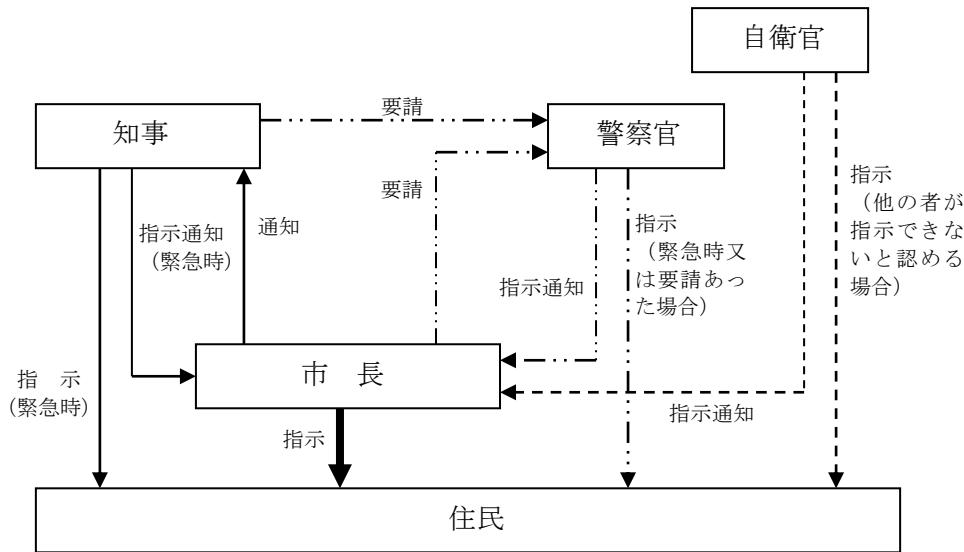 自衛官
知事
要請
警察官
要請
指示
（他の者が
指示できな
いと認める
場合）
指示通知
（緊急時）
通知
指示
（緊急時又
は要請あっ
た場合）
指示通知
市　長
指　示
（緊急時）
指示通知
指示
住民